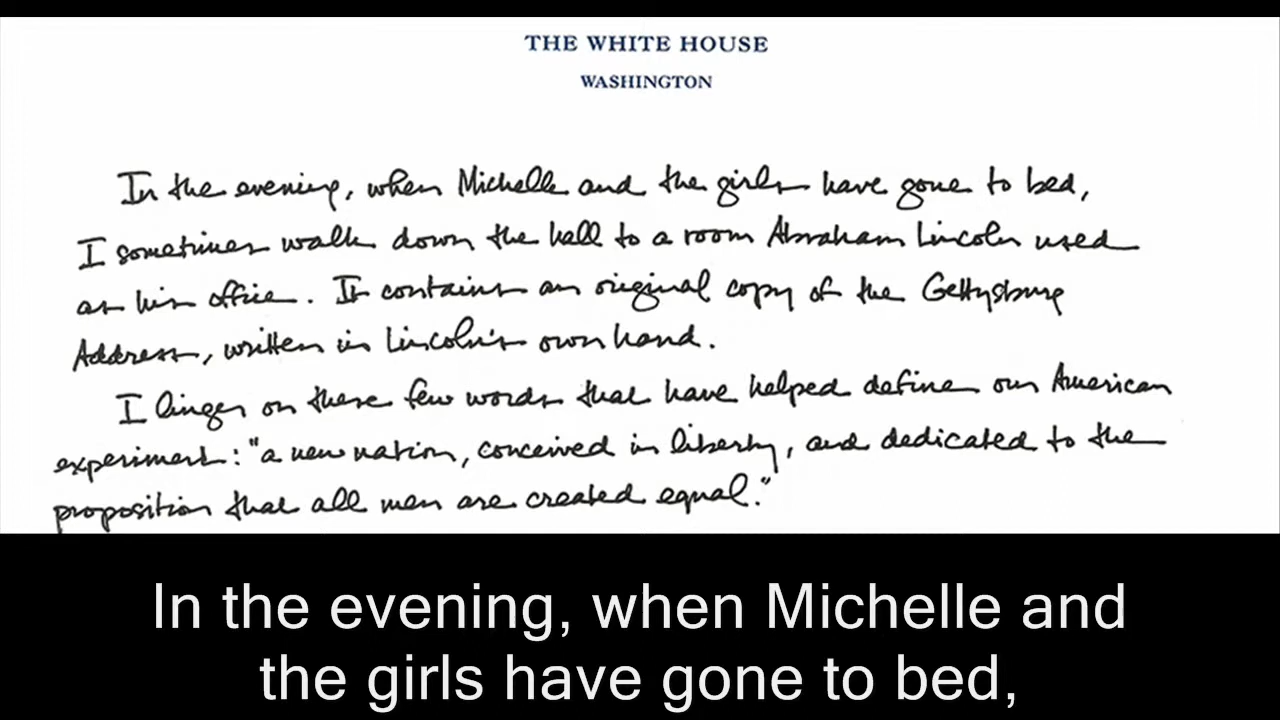 THE WHITE HOUSE
WASHINGTON
In the evening, when Michelle and the girls have gone to bed,
I sometimes walk down the hall to a room Abraham Lincoln used
as his office. It contains an original copy of the Gettysburg
Address, written in Lincoln's own hand.
I linger on these few words that have helped define our American
experiment: "a new nation, conceived in liberty, and dedicated to the
proposition that all men are created equal."
In the evening, when Michelle and
the girls have gone to bed,